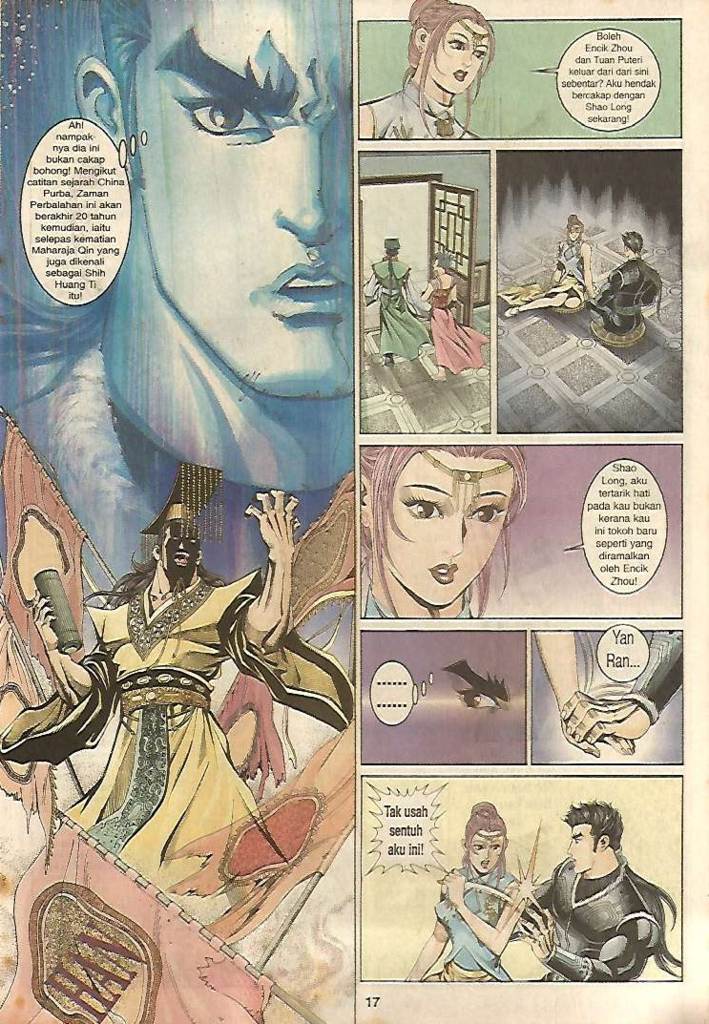 Ah!
nampak-
nya dia ini
bukan cakap
bohong! Mengikut
catitan sejarah China
Purba, Zaman
Perbalahan ini akan
berakhir 20 tahun
kemudian, iaitu
selepas kematian
Maharaja Qin yang
juga dikenali
sebagai Shih
Huang Ti
itu!
HAN
Boleh
Encik Zhou
dan Tuan Puteri
keluar dari dari sini
sebentar? Aku hendak
bercakap dengan
Shao Long
sekarang!
Shao
Long, aku
tertarik hati
pada kau bukan
kerana kau
ini tokoh baru
seperti yang
diramalkan
oleh Encik
Zhou!
......
......
Yan
Ran...
Tak usah
sentuh
aku ini!
17